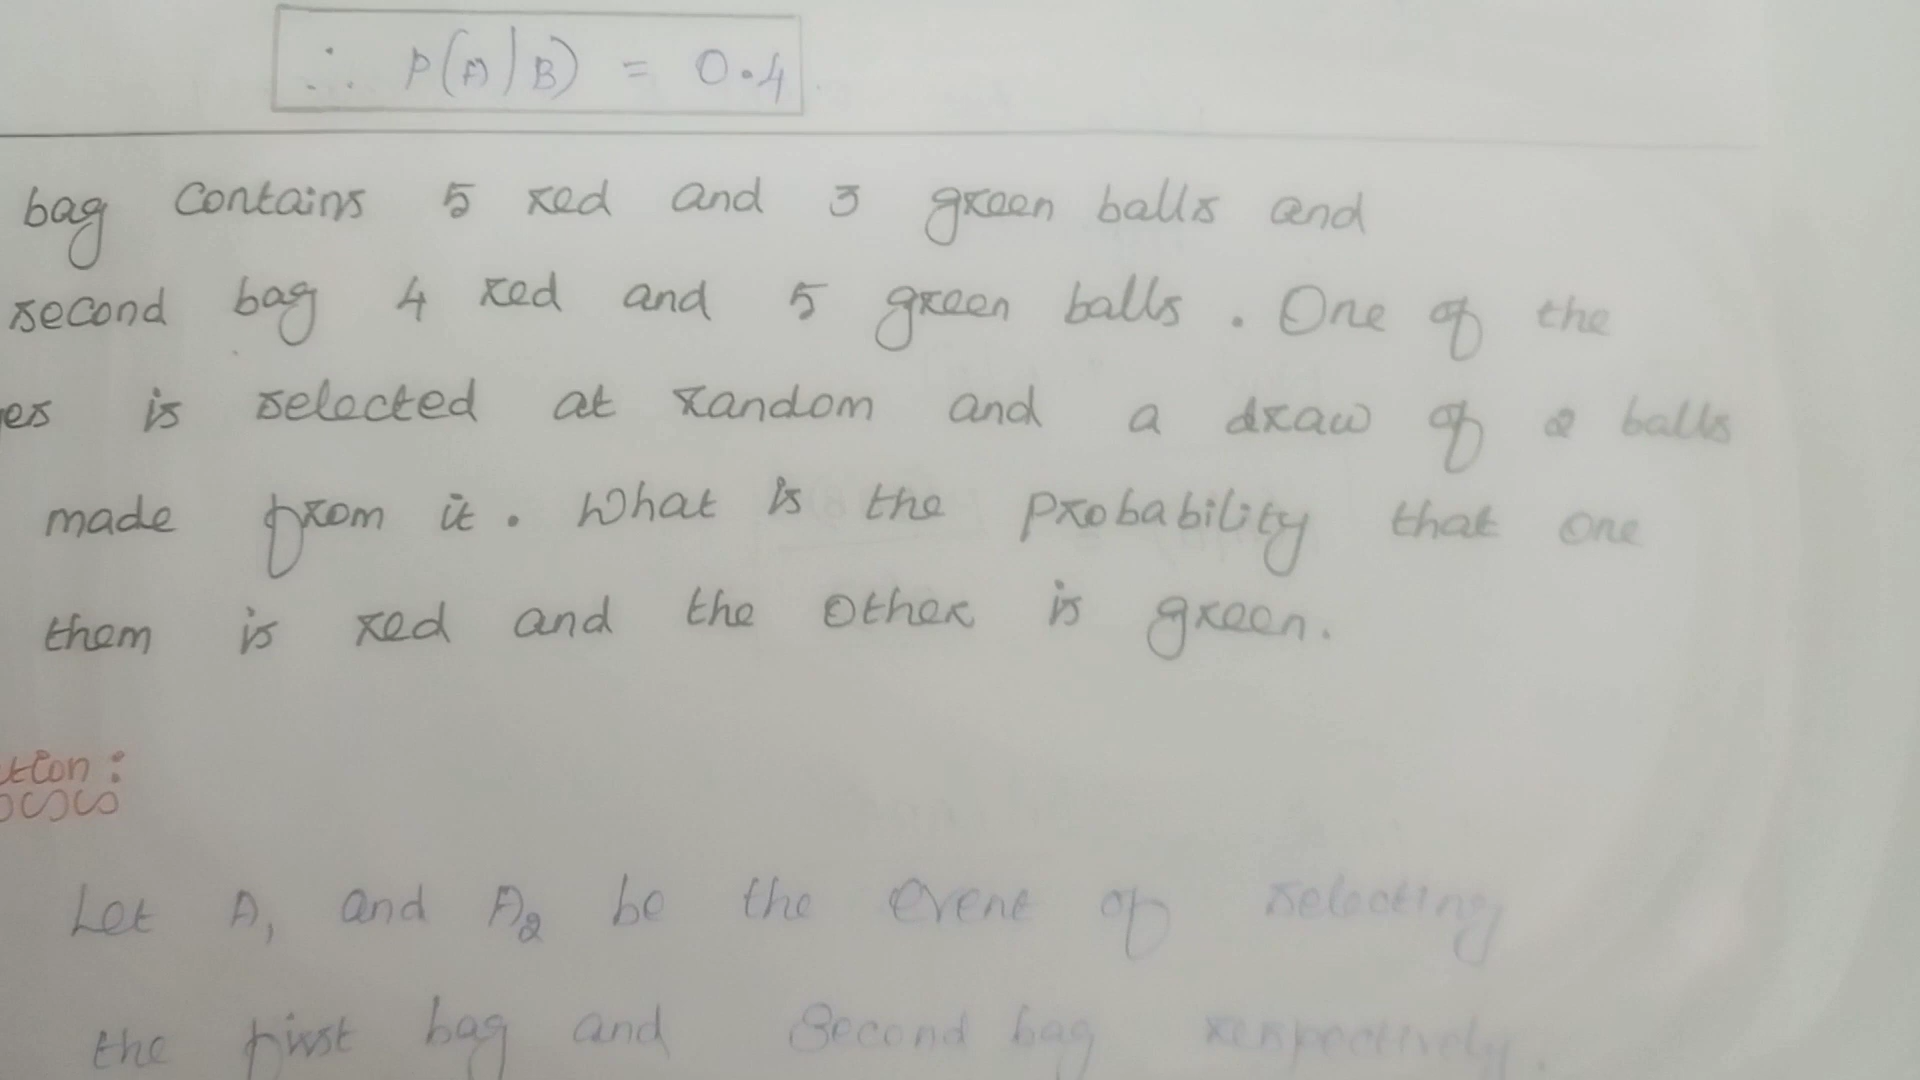 ∴ P(A|B) = 0.4
bag contains 5 red and 3 green balls and
second bag 4 red and 5 green balls. One of the
es is selected at random and a draw of 2 balls
made from it. What is the probability that one
them is red and the other is green.
ution:
Let A₁ and A₂ be the event of selecting
the first bag and second bag respectively.